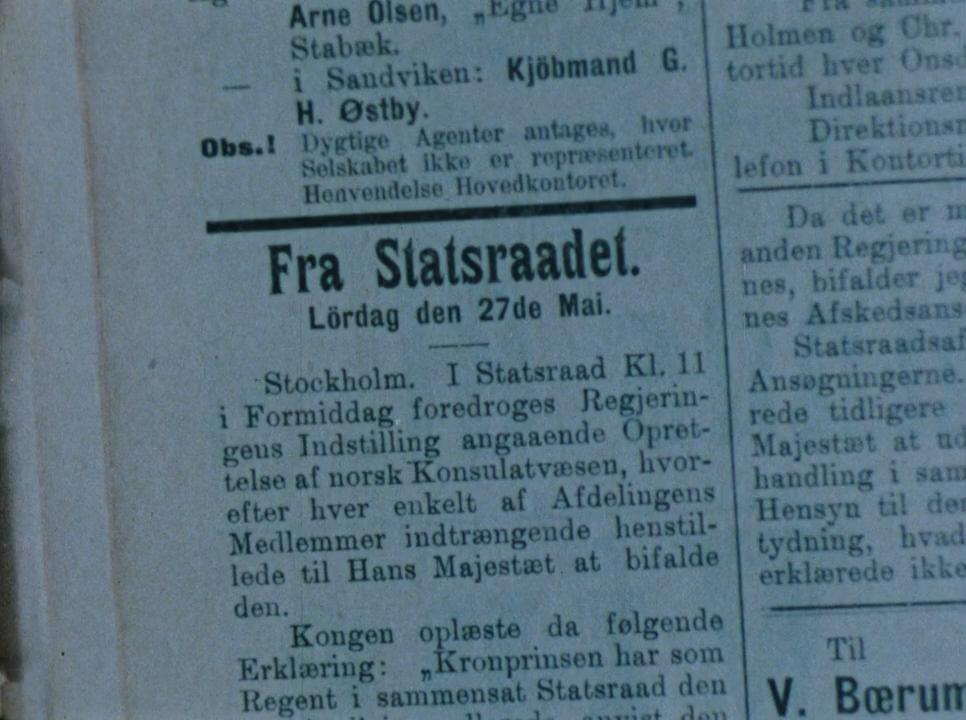 Arne Olsen, „Egne Hjem",
Stabæk.
— i Sandviken: Kjöbmand G.
H. Østby.
Obs.! Dygtige Agenter antages, hvor
Selskabet ikke er repræsenteret.
Henvendelse Hovedkontoret.
Fra Statsraadet.
Lördag den 27de Mai.
Stockholm. I Statsraad Kl. 11
i Formiddag foredroges Regjerin-
gens Indstilling angaaende Opret-
telse af norsk Konsulatvæsen, hvor-
efter hver enkelt af Afdelingens
Medlemmer indtrængende henstil-
lede til Hans Majestæt at bifalde
den.
Kongen oplæste da følgende
Erklæring: „Kronprinsen har som
Regent i sammensat Statsraad den
den
Holmen og Chr.
tortid hver Onsd
Indlaansren
Direktionsm
lefon i Kontorti
Da det er m
anden Regjering
nes, bifalder jeg
nes Afskedsans
Statsraadsaf
Ansøgningerne.
rede tidligere
Majestæt at ud
handling i sam
Hensyn til den
tydning, hvad
erklærede ikke
Til
V. Bœrum